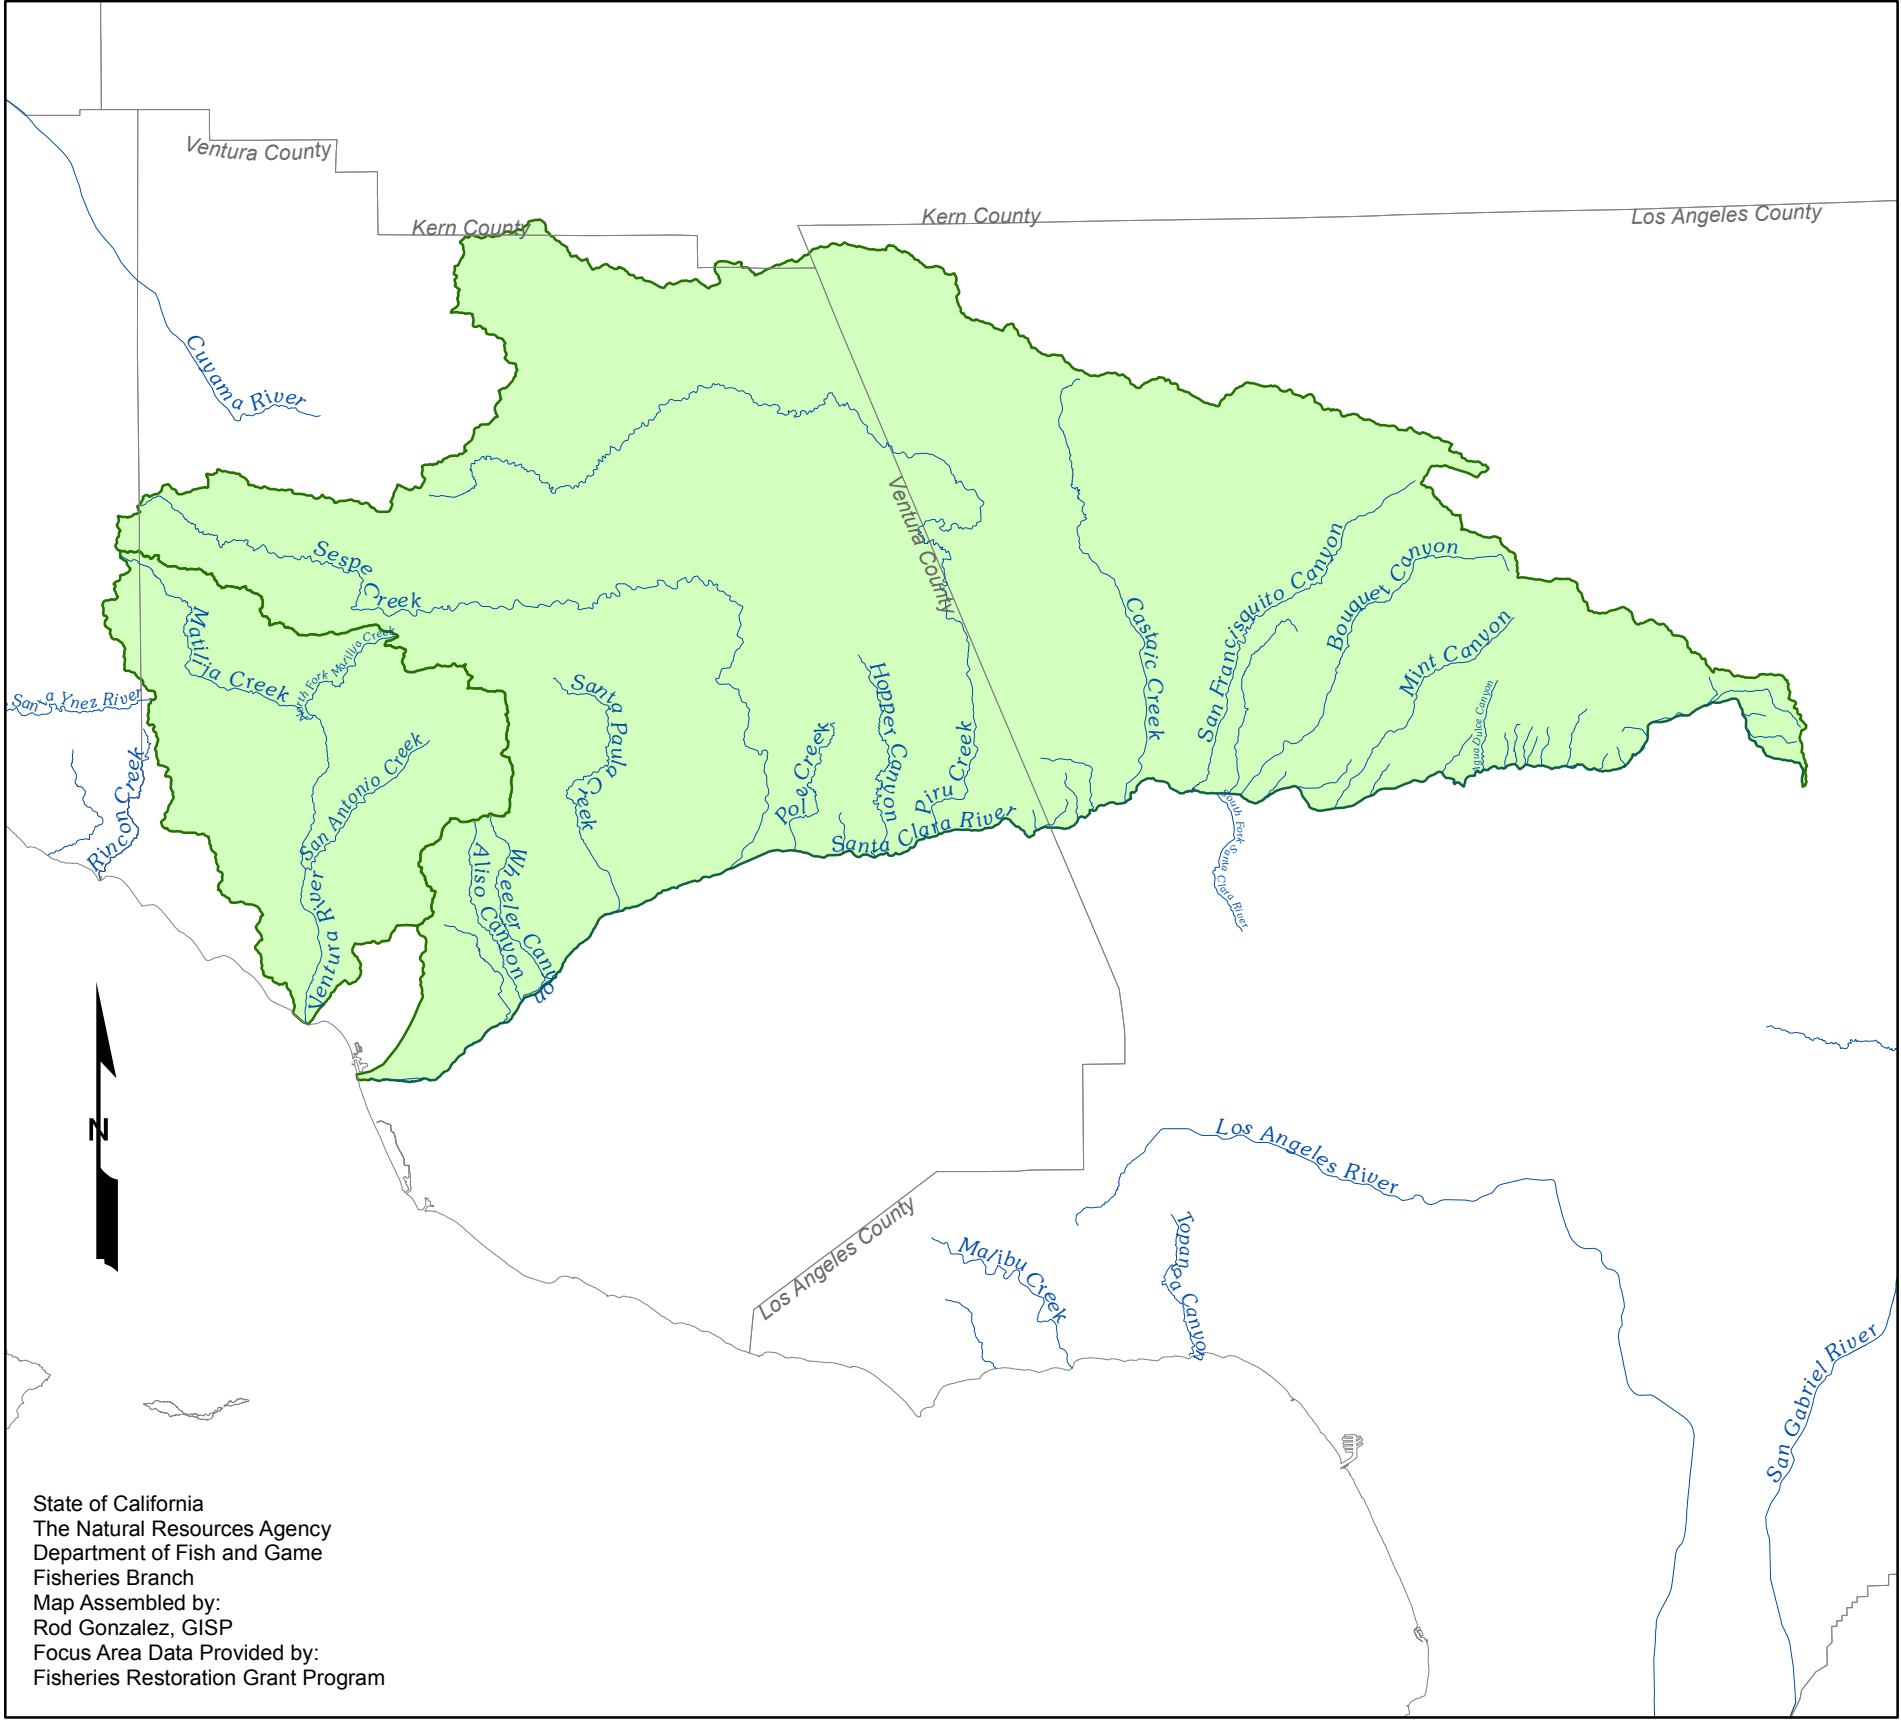 Ventura County
Kern County
Kern County
Los Angeles County
Cuyama River
Ventura County
Sespe Creek
Matilija Creek
North Fork Matilija Creek
Santa Ynez River
Rincon Creek
San Antonio Creek
Ventura River
Santa Paula Creek
Aliso Canyon
Wheeler Canyon
Pole Creek
Hopper Canyon
Piru Creek
Santa Clara River
Castaic Creek
San Francisquito Canyon
Bouquet Canyon
Mint Canyon
Agua Dulce Canyon
South Fork Santa Clara River
N
Los Angeles River
Los Angeles County
Malibu Creek
Topanga Canyon
San Gabriel River
State of California
The Natural Resources Agency
Department of Fish and Game
Fisheries Branch
Map Assembled by:
Rod Gonzalez, GISP
Focus Area Data Provided by:
Fisheries Restoration Grant Program